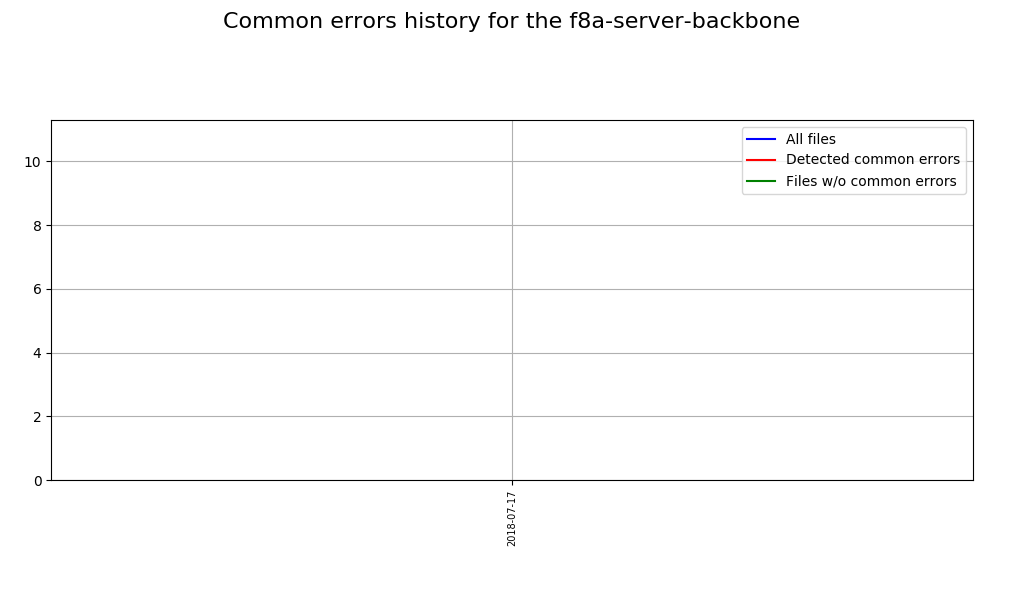 Common errors history for the f8a-server-backbone
All files
Detected common errors
Files w/o common errors
10
8
6
4
2
0
2018-07-17